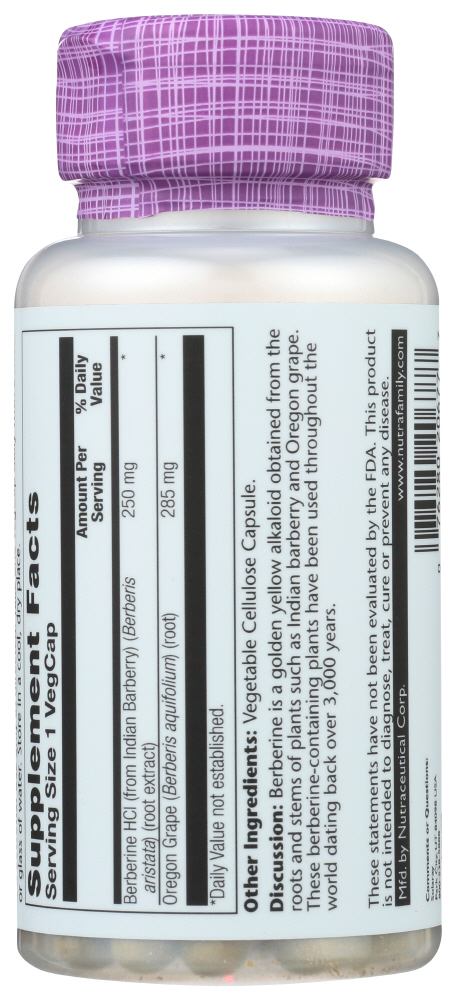 or glass of water. Store in a cool, dry place.
Supplement Facts
Serving Size 1 VegCap
Amount Per Serving % Daily Value
Berberine HCl (from Indian Barberry) (Berberis 250 mg *
aristata) (root extract)
Oregon Grape (Berberis aquifolium) (root) 285 mg *
*Daily Value not established.
Other Ingredients: Vegetable Cellulose Capsule.
Discussion: Berberine is a golden yellow alkaloid obtained from the
roots and stems of plants such as Indian barberry and Oregon grape.
These berberine-containing plants have been used throughout the
world dating back over 3,000 years.
These statements have not been evaluated by the FDA. This product
is not intended to diagnose, treat, cure or prevent any disease.
Mfd. by Nutraceutical Corp. www.nutrafamily.com
Comments or Questions: